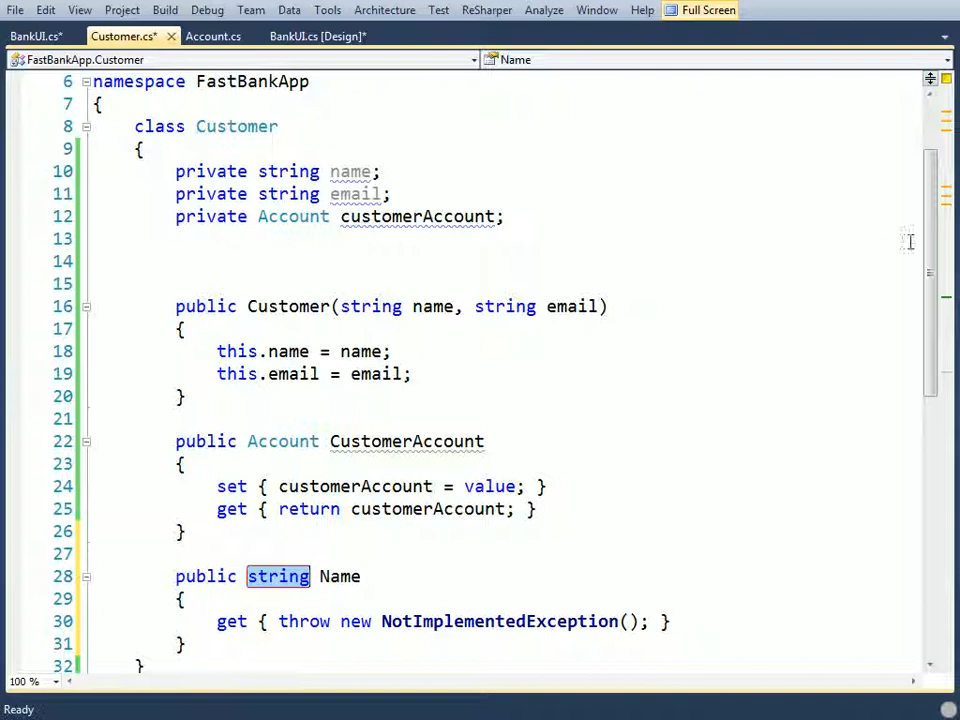 File Edit View Project Build Debug Team Data Tools Architecture Test ReSharper Analyze Window Help Full Screen
BankUI.cs* Customer.cs* Account.cs BankUI.cs [Design]*
FastBankApp.Customer Name
6 namespace FastBankApp
7 {
8 class Customer
9 {
10 private string name;
11 private string email;
12 private Account customerAccount;
13
14
15
16 public Customer(string name, string email)
17 {
18 this.name = name;
19 this.email = email;
20 }
21
22 public Account CustomerAccount
23 {
24 set { customerAccount = value; }
25 get { return customerAccount; }
26 }
27
28 public string Name
29 {
30 get { throw new NotImplementedException(); }
31 }
32 }
100 %
Ready